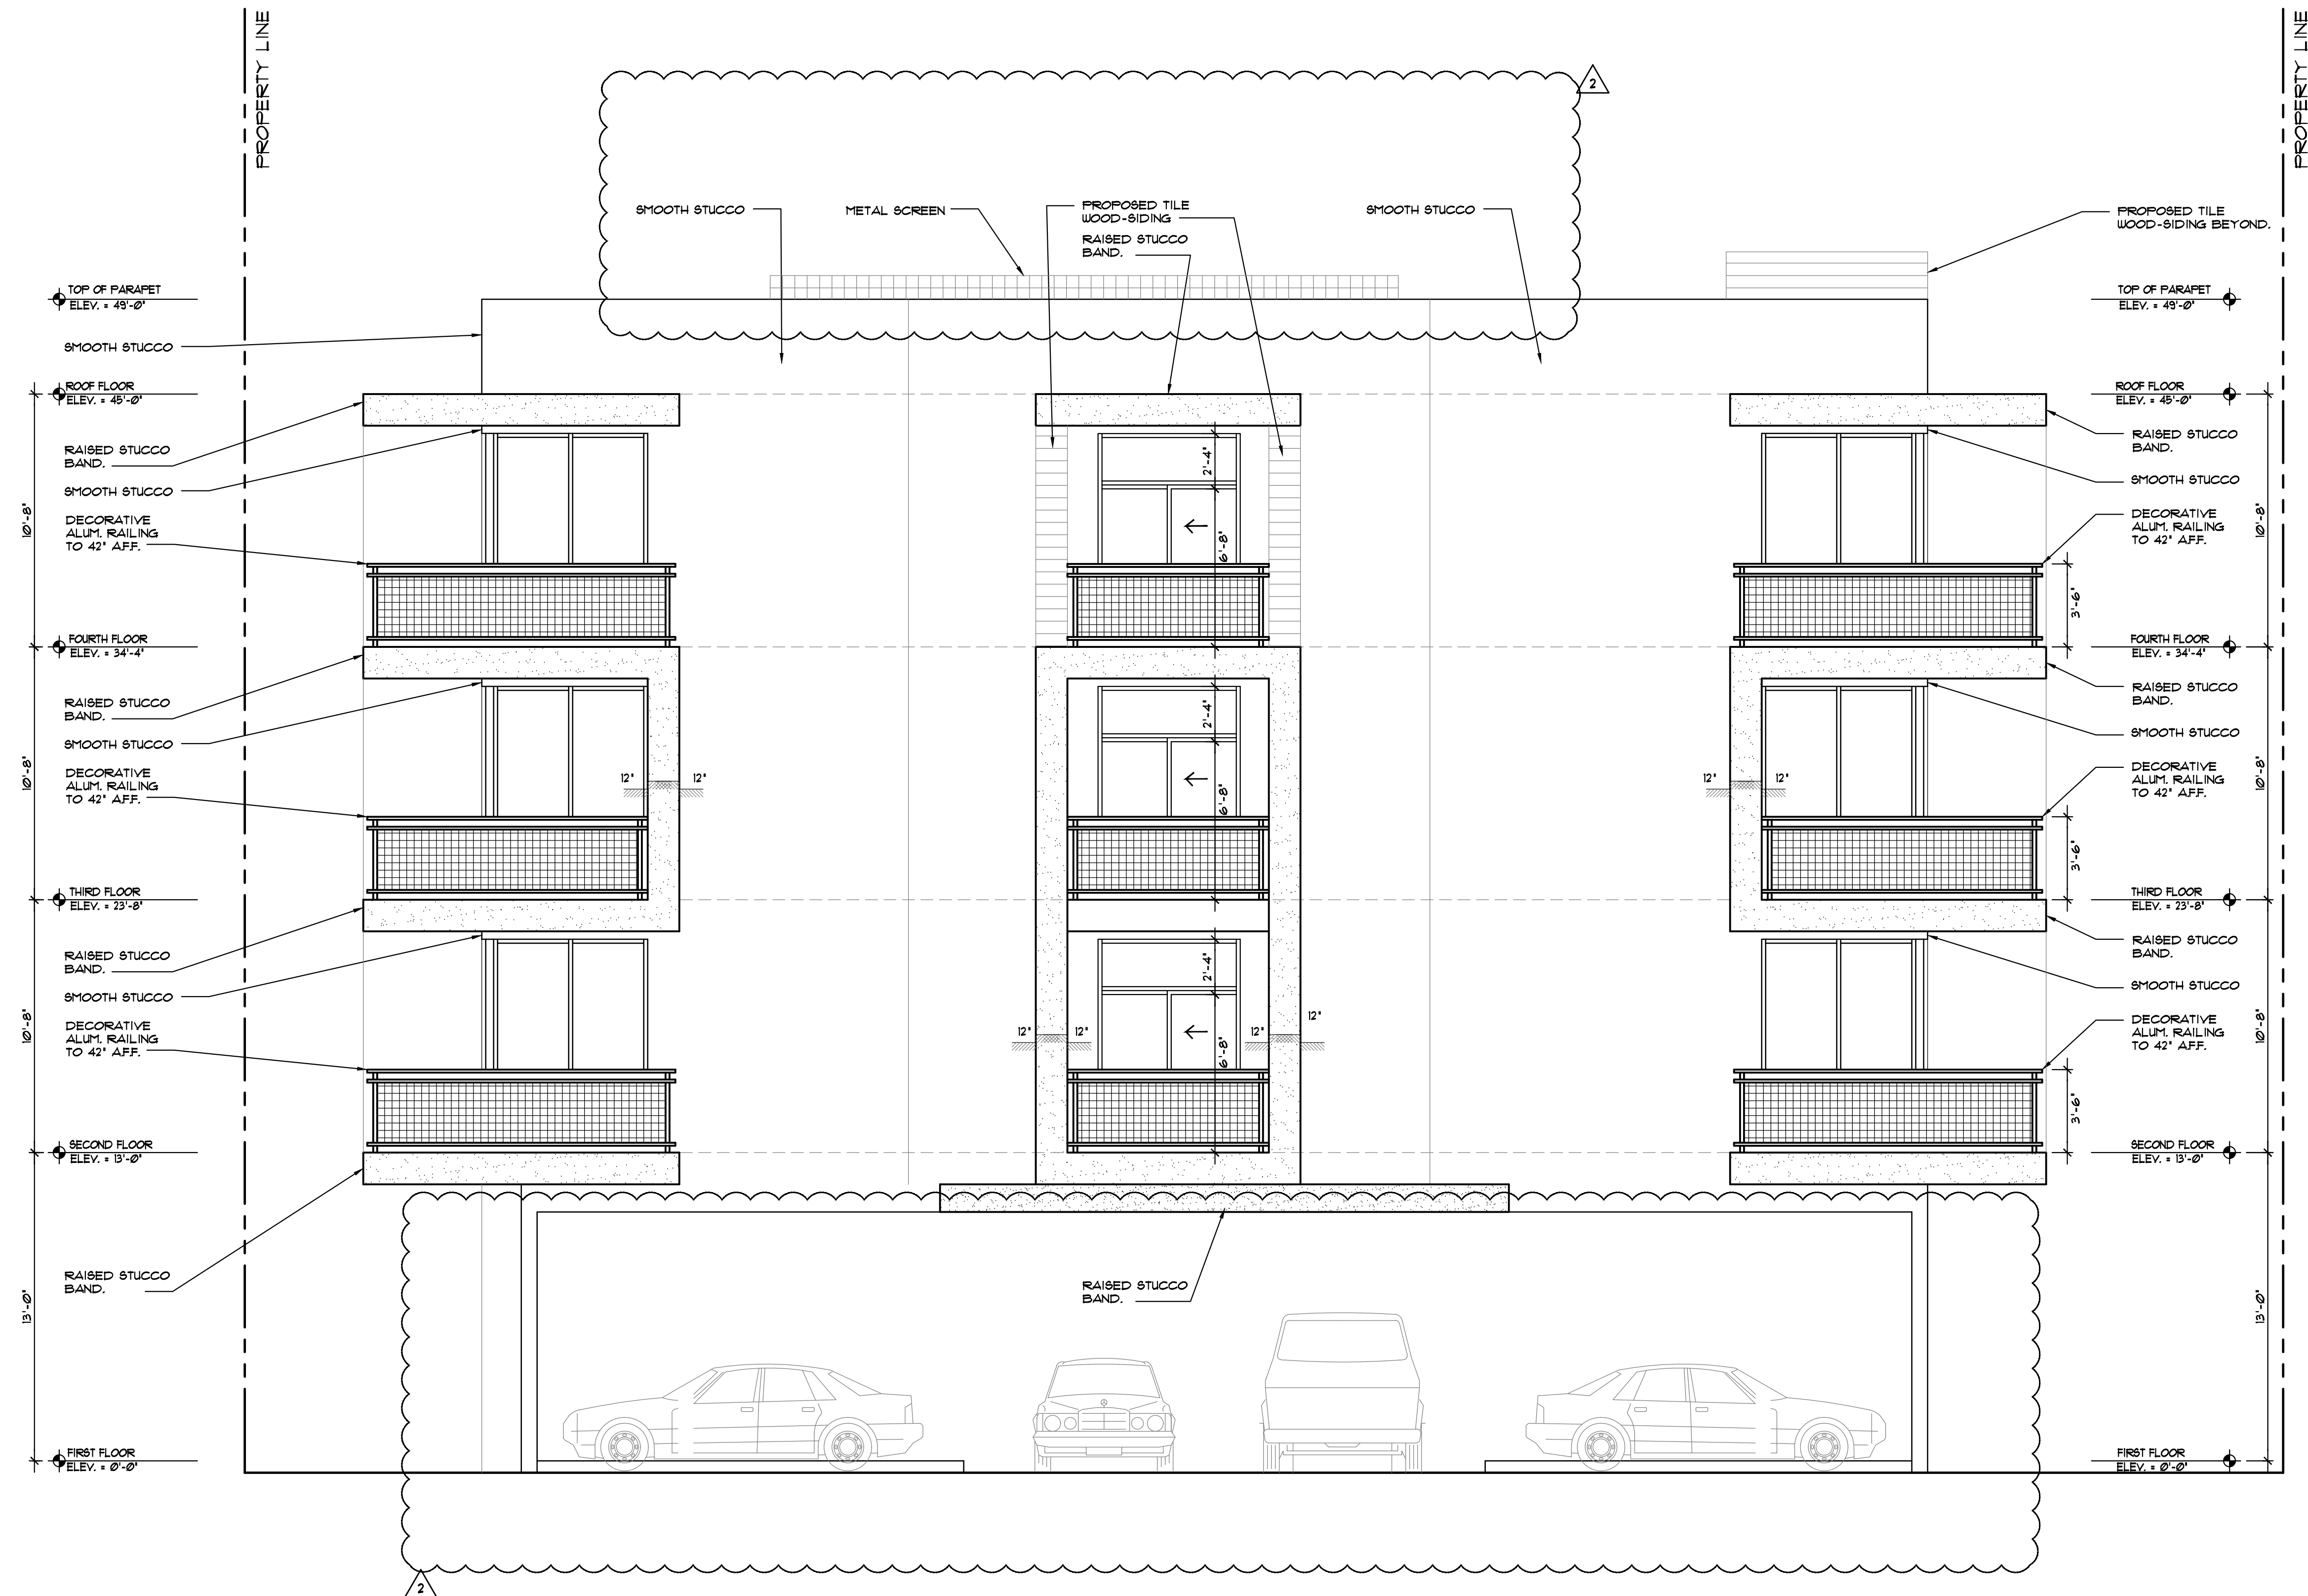 PROPERTY LINE
PROPERTY LINE
2
SMOOTH STUCCO
METAL SCREEN
PROPOSED TILE
WOOD-SIDING
RAISED STUCCO
BAND.
SMOOTH STUCCO
PROPOSED TILE
WOOD-SIDING BEYOND.
TOP OF PARAPET
ELEV. = 49'-0"
SMOOTH STUCCO
ROOF FLOOR
ELEV. = 45'-0"
RAISED STUCCO
BAND.
SMOOTH STUCCO
DECORATIVE
ALUM. RAILING
TO 42" A.F.F.
10'-8"
FOURTH FLOOR
ELEV. = 34'-4"
RAISED STUCCO
BAND.
SMOOTH STUCCO
DECORATIVE
ALUM. RAILING
TO 42" A.F.F.
10'-8"
THIRD FLOOR
ELEV. = 23'-8"
RAISED STUCCO
BAND.
SMOOTH STUCCO
DECORATIVE
ALUM. RAILING
TO 42" A.F.F.
10'-8"
SECOND FLOOR
ELEV. = 13'-0"
RAISED STUCCO
BAND.
13'-0"
FIRST FLOOR
ELEV. = 0'-0"
2'-4"
6'-8"
2'-4"
6'-8"
2'-4"
6'-8"
12"
12"
12"
12"
12"
12"
12"
12"
RAISED STUCCO
BAND.
TOP OF PARAPET
ELEV. = 49'-0"
ROOF FLOOR
ELEV. = 45'-0"
RAISED STUCCO
BAND.
SMOOTH STUCCO
DECORATIVE
ALUM. RAILING
TO 42" A.F.F.
10'-8"
3'-6"
FOURTH FLOOR
ELEV. = 34'-4"
RAISED STUCCO
BAND.
SMOOTH STUCCO
DECORATIVE
ALUM. RAILING
TO 42" A.F.F.
10'-8"
3'-6"
THIRD FLOOR
ELEV. = 23'-8"
RAISED STUCCO
BAND.
SMOOTH STUCCO
DECORATIVE
ALUM. RAILING
TO 42" A.F.F.
10'-8"
3'-6"
SECOND FLOOR
ELEV. = 13'-0"
13'-0"
FIRST FLOOR
ELEV. = 0'-0"
2